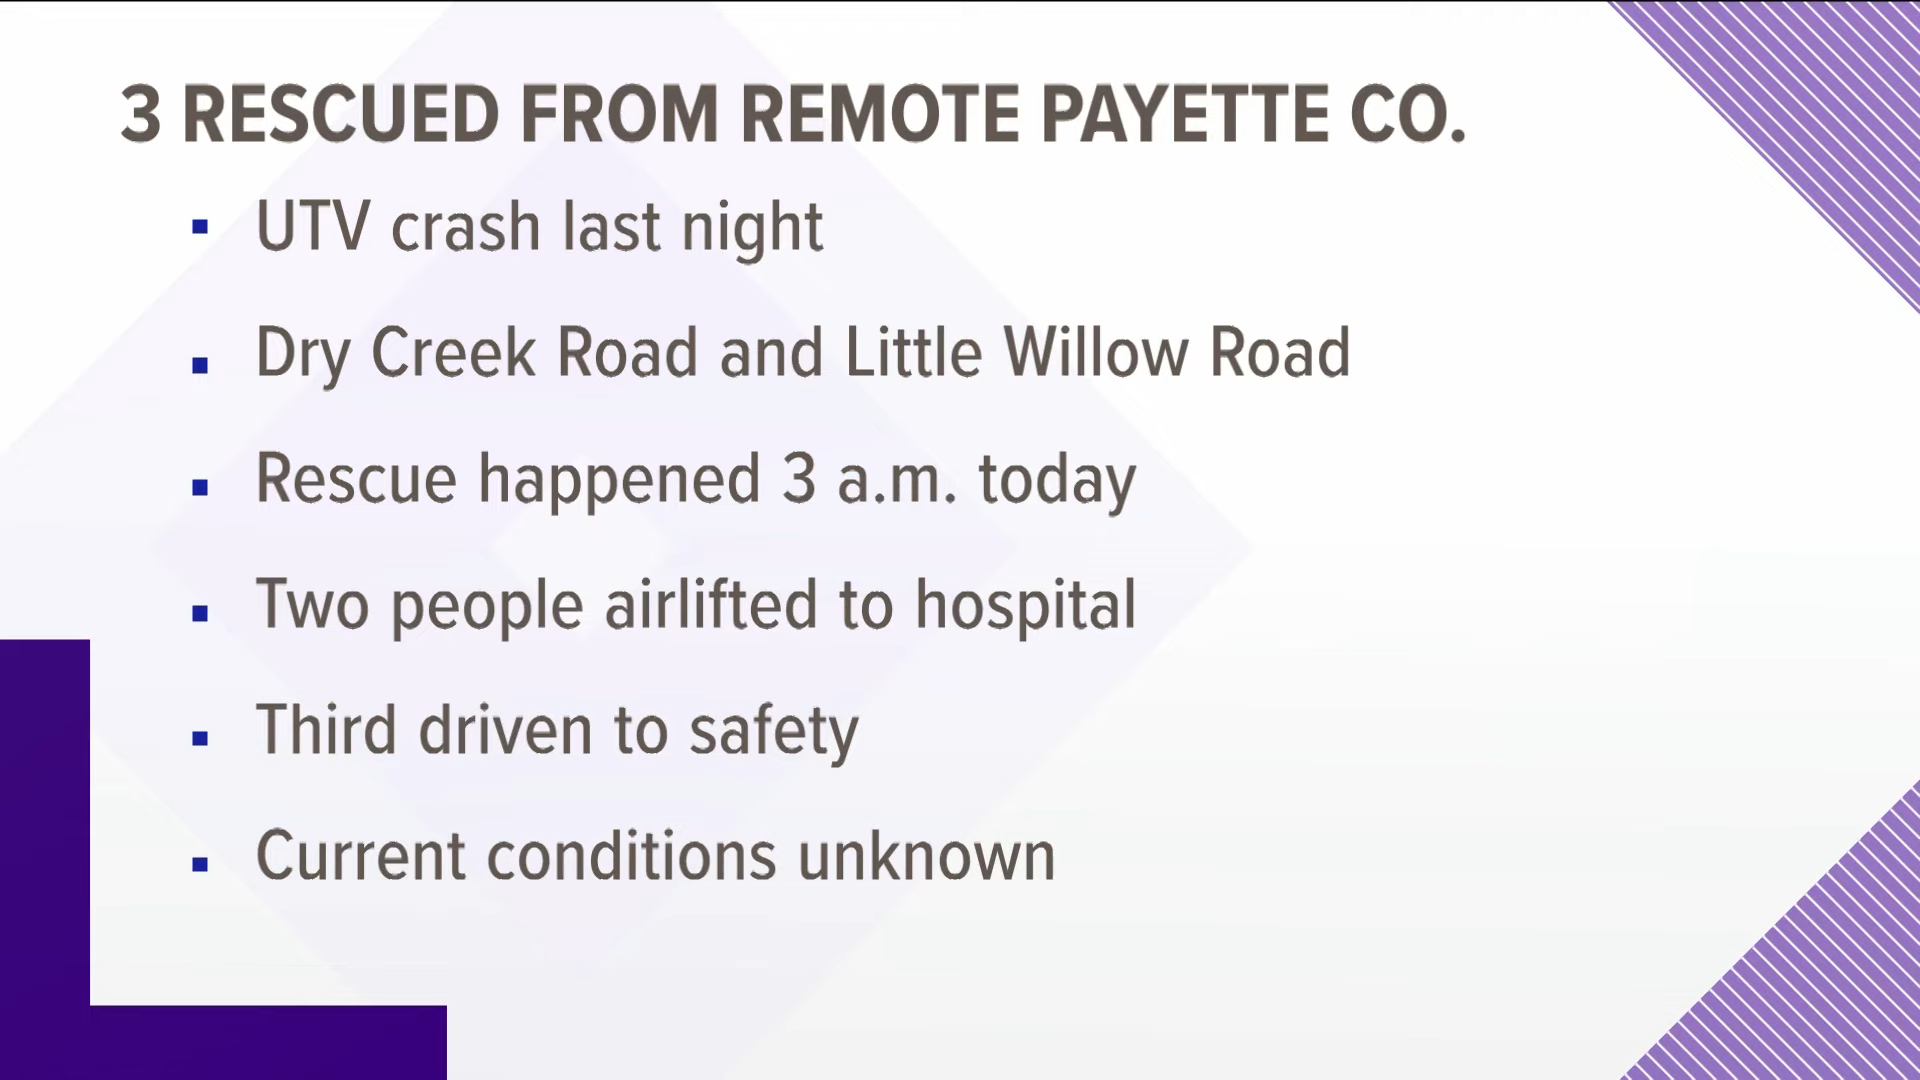 3 RESCUED FROM REMOTE PAYETTE CO.
▪ UTV crash last night
▪ Dry Creek Road and Little Willow Road
▪ Rescue happened 3 a.m. today
▪ Two people airlifted to hospital
▪ Third driven to safety
▪ Current conditions unknown